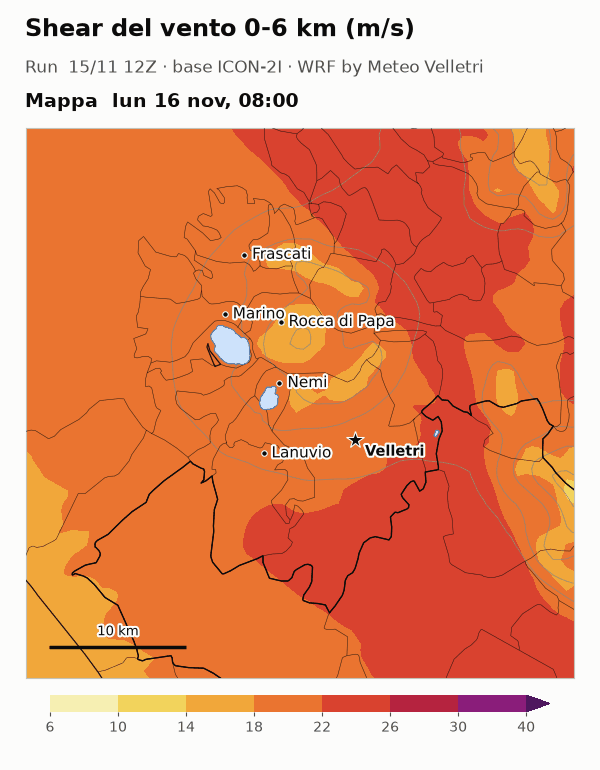 Shear del vento 0-6 km (m/s)
Run  15/11 12Z · base ICON-2I · WRF by Meteo Velletri
Mappa  lun 16 nov, 08:00
Frascati
Marino
Rocca di Papa
Nemi
Velletri
Lanuvio
10 km
6 10 14 18 22 26 30 40